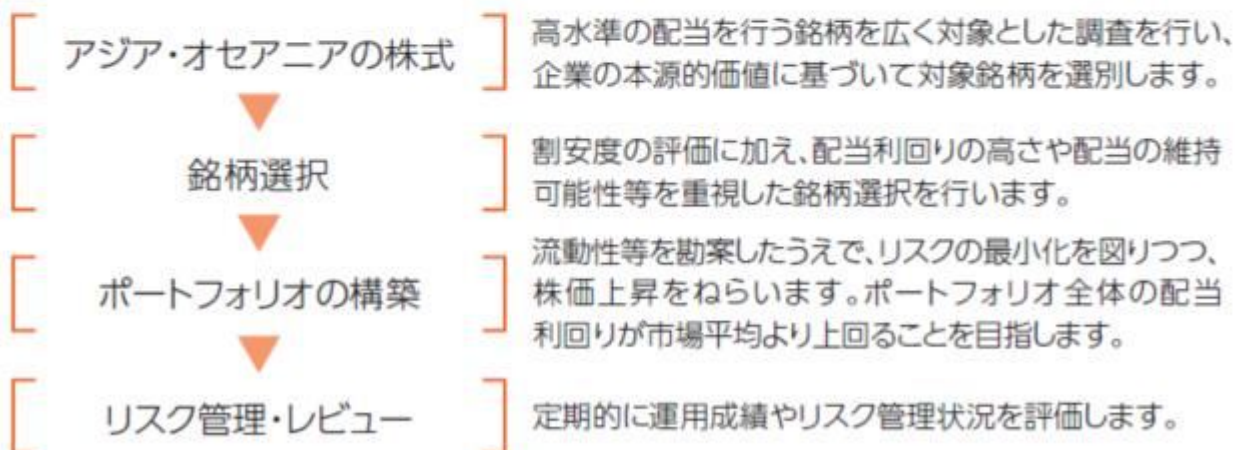 アジア・オセアニアの株式
高水準の配当を行う銘柄を広く対象とした調査を行い、
企業の本源的価値に基づいて対象銘柄を選別します。
銘柄選択
割安度の評価に加え、配当利回りの高さや配当の維持
可能性等を重視した銘柄選択を行います。
ポートフォリオの構築
流動性等を勘案したうえで、リスクの最小化を図りつつ、
株価上昇をねらいます。ポートフォリオ全体の配当
利回りが市場平均より上回ることを目指します。
リスク管理・レビュー
定期的に運用成績やリスク管理状況を評価します。